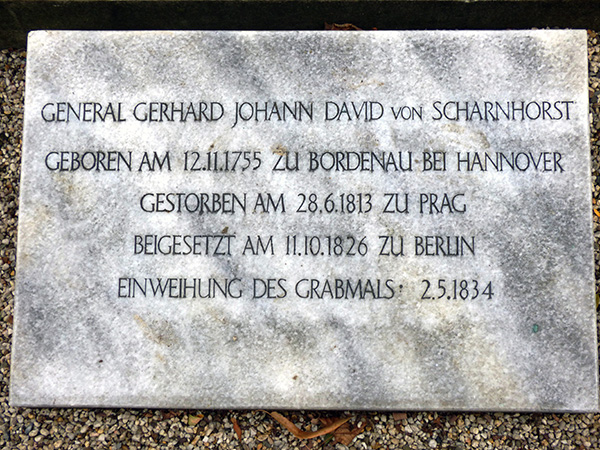 GENERAL GERHARD JOHANN DAVID VON SCHARNHORST
GEBOREN AM 12.11.1755 ZU BORDENAU BEI HANNOVER
GESTORBEN AM 28.6.1813 ZU PRAG
BEIGESETZT AM 11.10.1826 ZU BERLIN
EINWEIHUNG DES GRABMALS: 2.5.1834